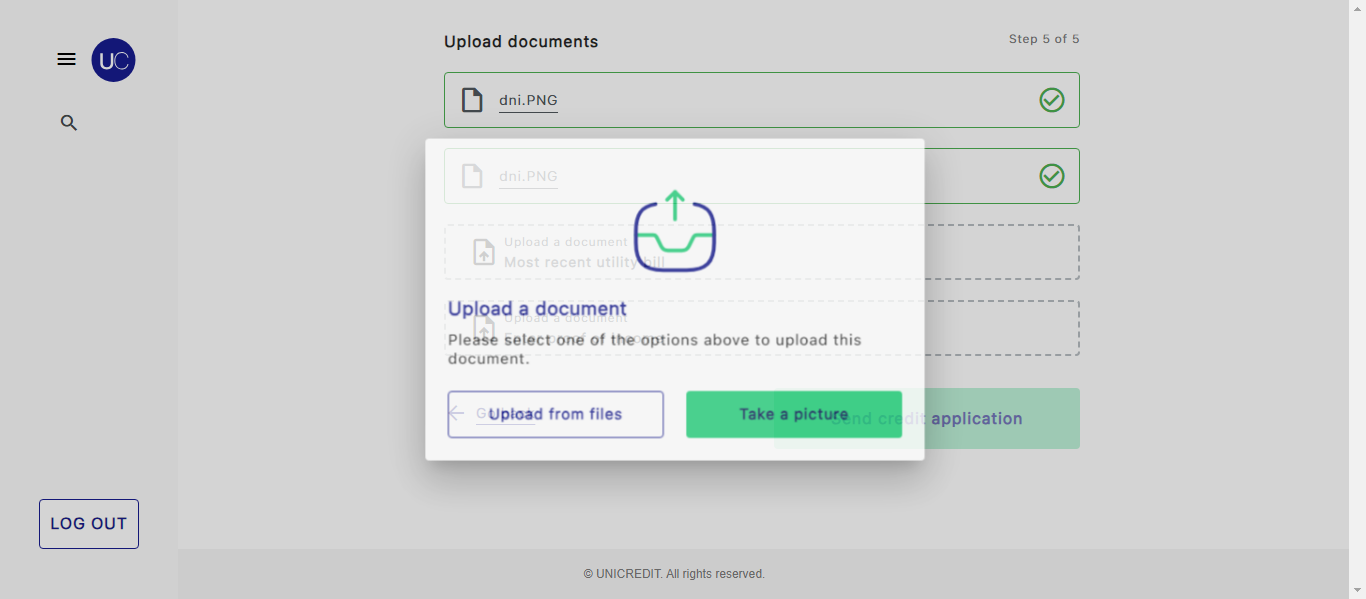 UC
Upload documents
Step 5 of 5
dni.PNG
dni.PNG
Upload a document
Most recent utility bill
Upload a document
Upload a document
Please select one of the options above to upload this
document.
Upload from files
Take a picture
Send credit application
LOG OUT
© UNICREDIT. All rights reserved.